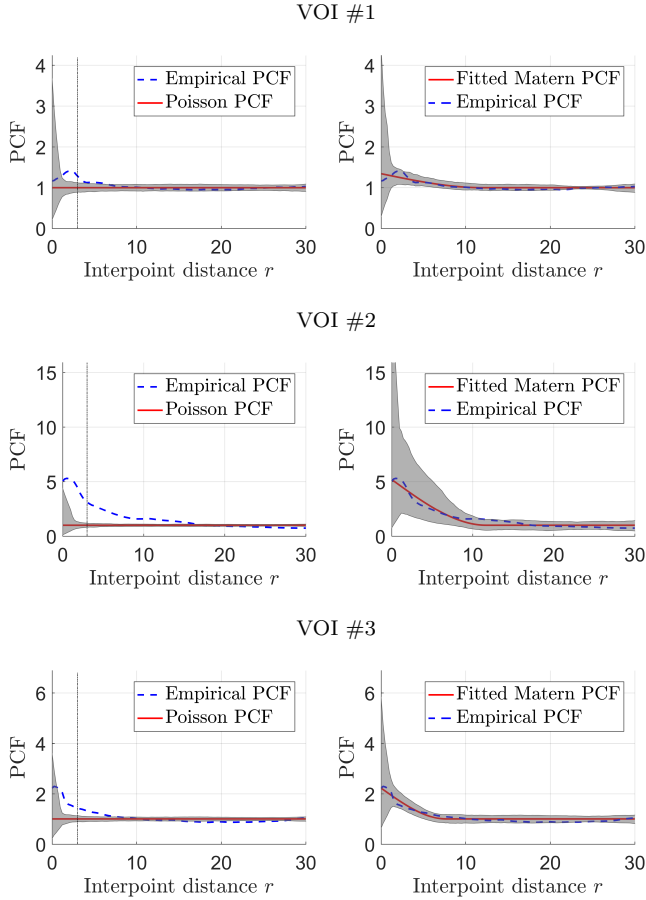 VOI #1
PCF
4
3
2
1
0
Empirical PCF
Poisson PCF
0 10 20 30
Interpoint distance r
PCF
4
3
2
1
0
Fitted Matern PCF
Empirical PCF
0 10 20 30
Interpoint distance r
VOI #2
PCF
15
10
5
0
Empirical PCF
Poisson PCF
0 10 20 30
Interpoint distance r
PCF
15
10
5
0
Fitted Matern PCF
Empirical PCF
0 10 20 30
Interpoint distance r
VOI #3
PCF
6
4
2
0
Empirical PCF
Poisson PCF
0 10 20 30
Interpoint distance r
PCF
6
4
2
0
Fitted Matern PCF
Empirical PCF
0 10 20 30
Interpoint distance r